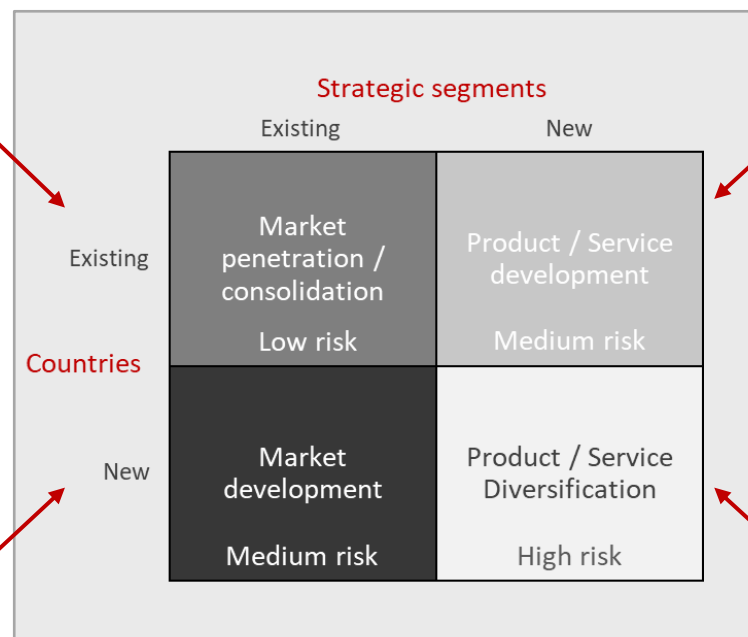 Strategic segments
Existing
New
Existing
Market
penetration /
consolidation
Low risk
Product / Service
development
Medium risk
Countries
New
Market
development
Medium risk
Product / Service
Diversification
High risk